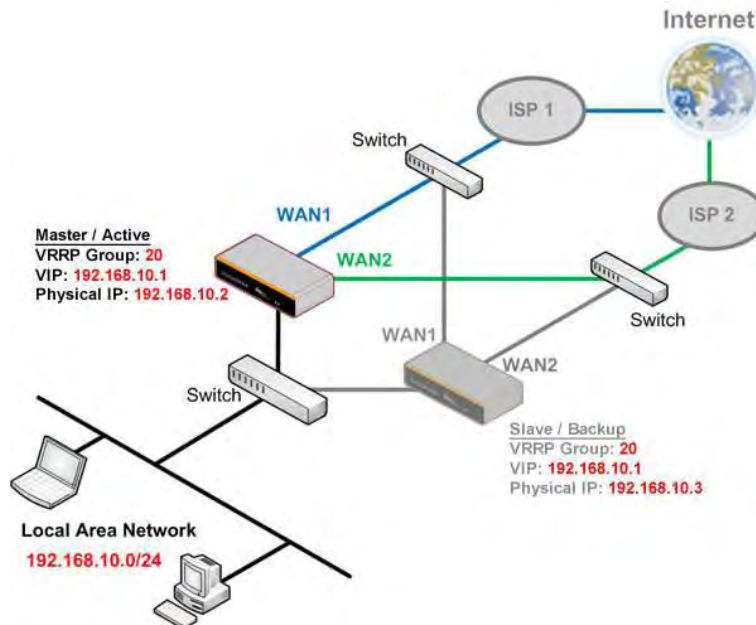 Internet
ISP 1
Switch
WAN1
ISP 2
Master / Active
VRRP Group: 20
VIP: 192.168.10.1
Physical IP: 192.168.10.2
WAN2
Switch
WAN1
WAN2
Switch
Slave / Backup
VRRP Group: 20
VIP: 192.168.10.1
Physical IP: 192.168.10.3
Local Area Network
192.168.10.0/24